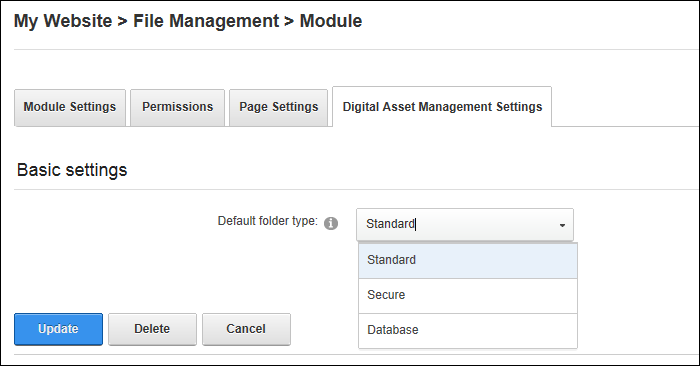 My Website > File Management > Module
Module Settings Permissions Page Settings Digital Asset Management Settings
Basic settings
Default folder type: Standard
Standard
Secure
Database
Update Delete Cancel